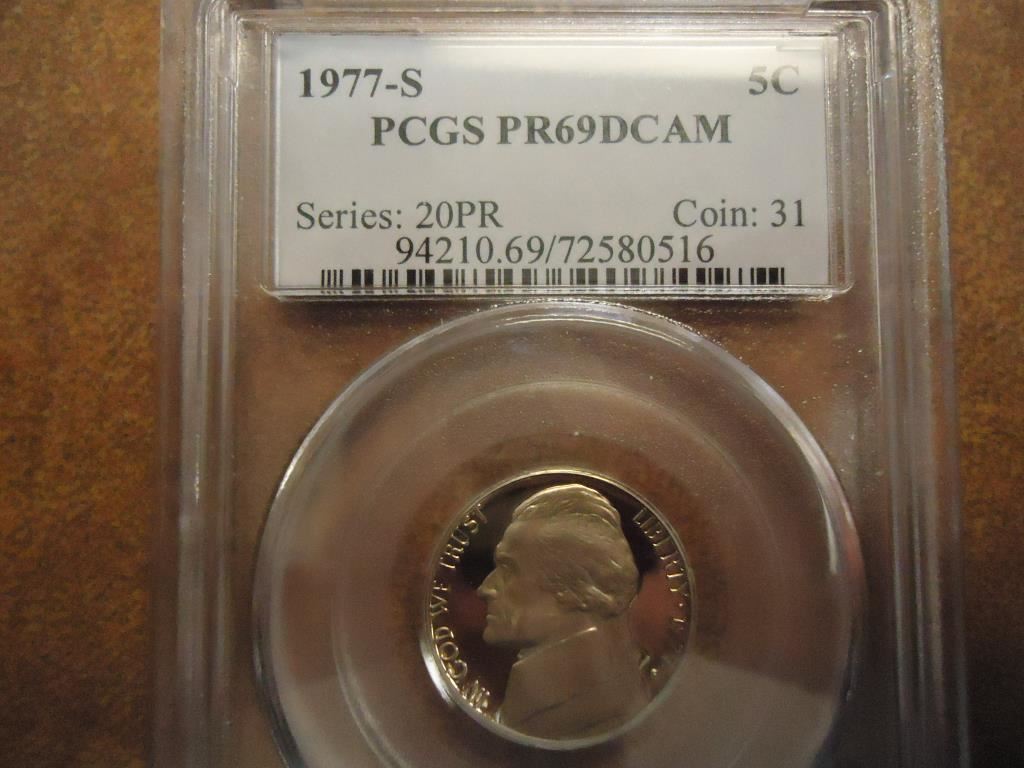 1977-S 5C
PCGS PR69DCAM
Series: 20PR Coin: 31
94210.69/72580516
IN GOD WE TRUST
LIBERTY